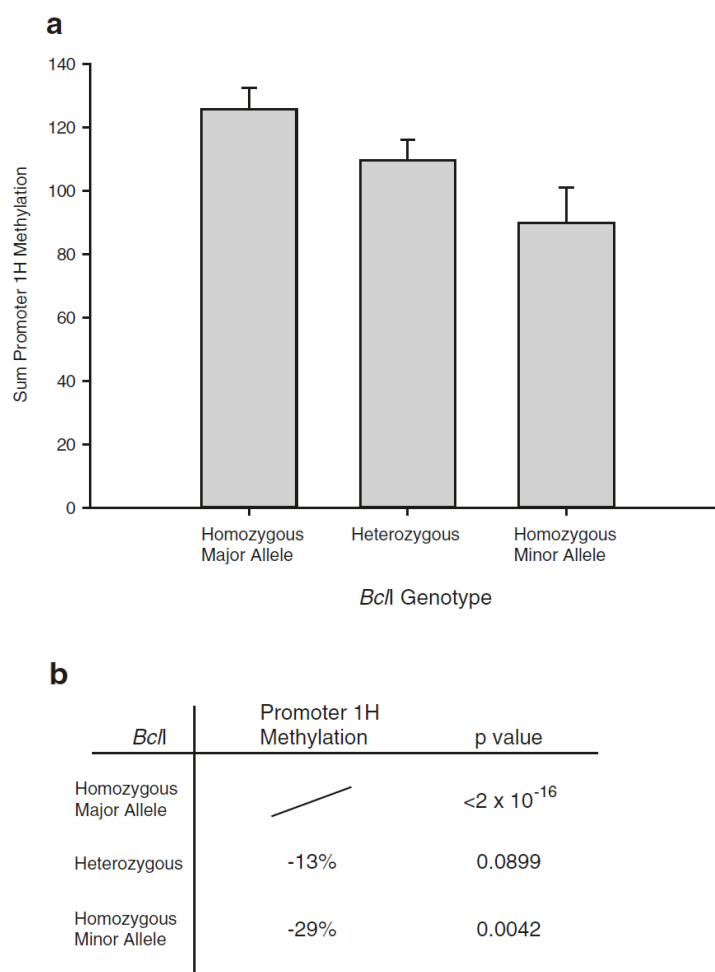 a
140
120
100
80
60
40
20
0
Sum Promoter 1H Methylation
Homozygous Major Allele
Heterozygous
Homozygous Minor Allele
BclI Genotype
b
BclI
Promoter 1H Methylation
p value
Homozygous Major Allele
<2 x 10^-16
Heterozygous
-13%
0.0899
Homozygous Minor Allele
-29%
0.0042